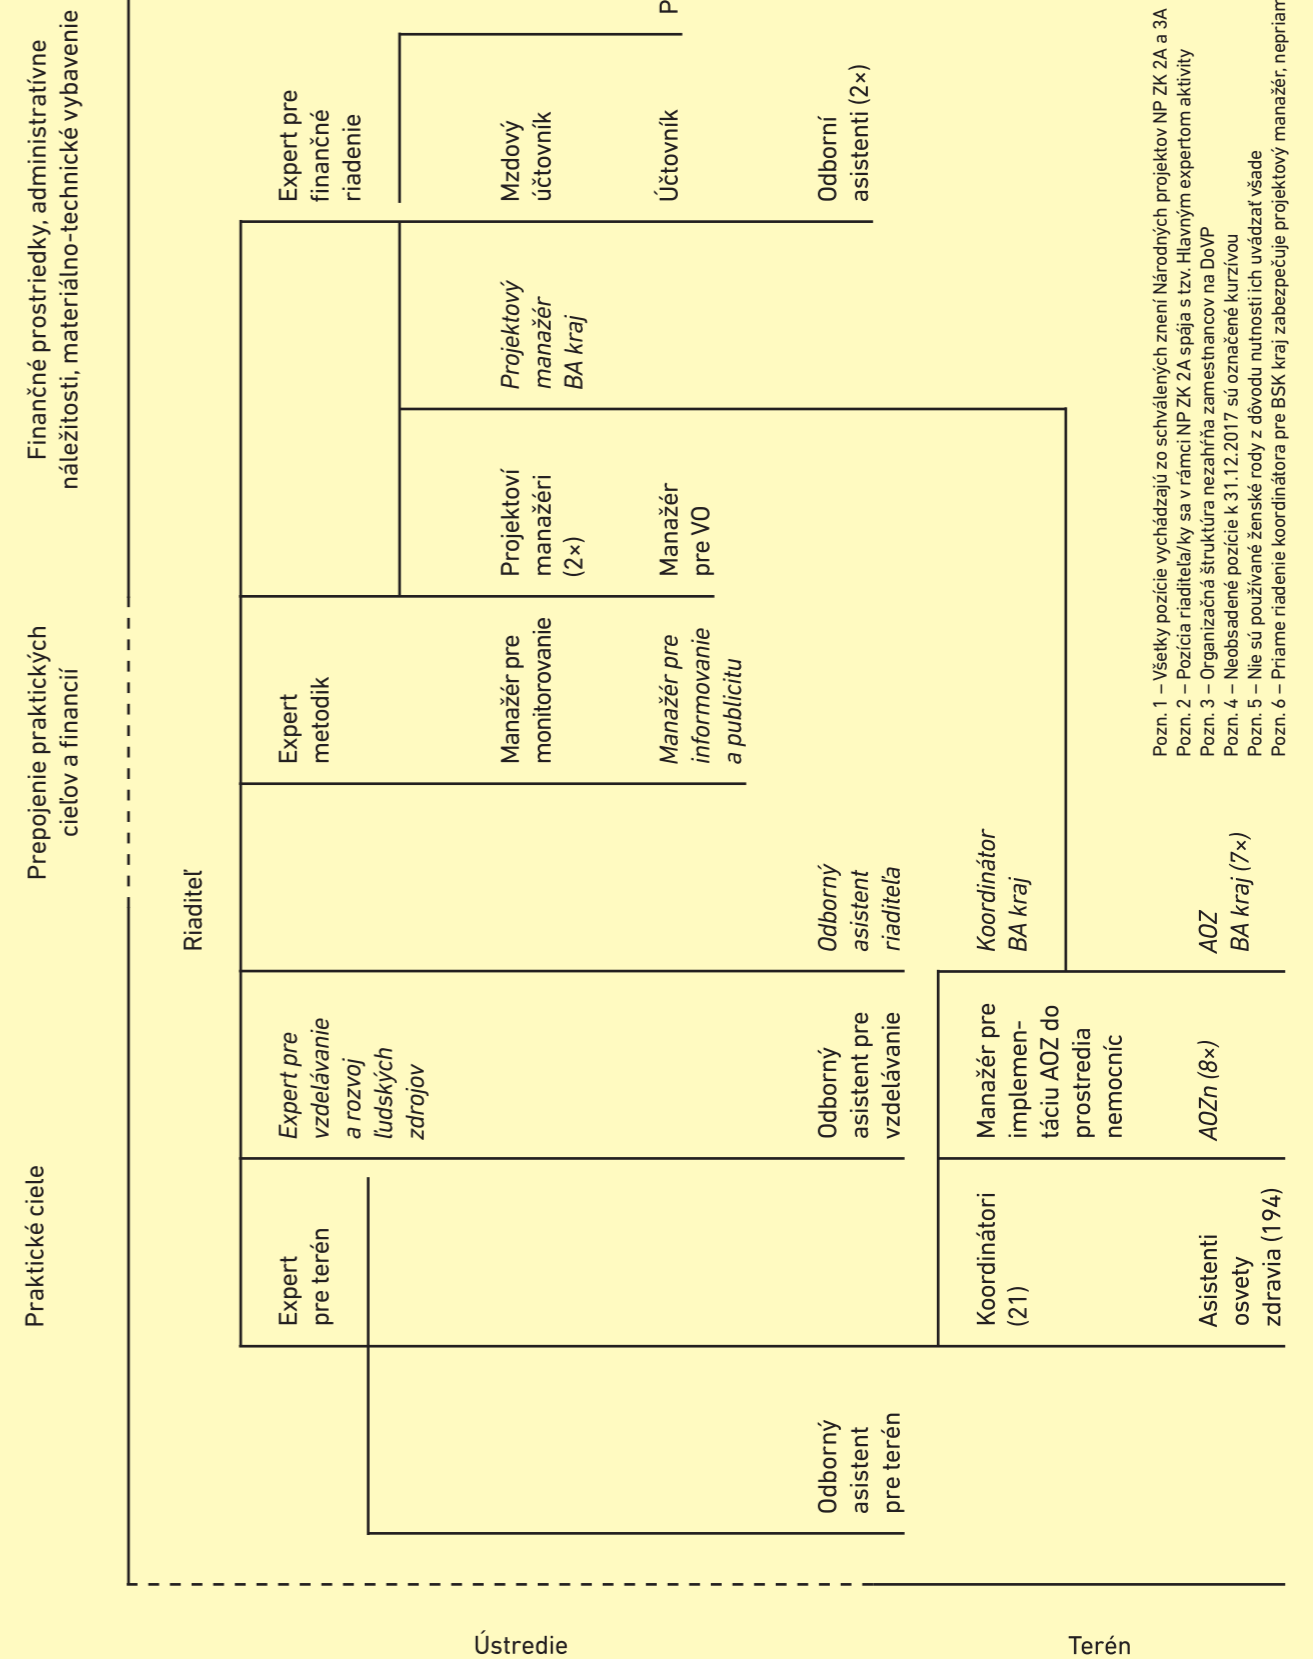 Praktické ciele
Prepojenie praktických
cieľov a financií
Finančné prostriedky, administratívne
náležitosti, materiálno-technické vybavenie
Riaditeľ
Expert
pre terén
Expert pre
vzdelávanie
a rozvoj
ľudských
zdrojov
Expert
metodik
Expert pre
finančné
riadenie
Manažér pre
monitorovanie
Projektoví
manažéri
(2×)
Projektový
manažér
BA kraj
Mzdový
účtovník
Manažér pre
informovanie
a publicitu
Manažér
pre VO
Účtovník
P
Odborný
asistent
pre terén
Odborný
asistent pre
vzdelávanie
Odborný
asistent
riaditeľa
Odborní
asistenti (2×)
Koordinátori
(21)
Manažér pre
implemen-
táciu AOZ do
prostredia
nemocníc
Koordinátor
BA kraj
Asistenti
osvety
zdravia (194)
AOZn (8×)
AOZ
BA kraj (7×)
Ústredie
Terén
Pozn. 1 – Všetky pozície vychádzajú zo schválených znení Národných projektov NP ZK 2A a 3A
Pozn. 2 – Pozícia riaditeľa/ky sa v rámci NP ZK 2A spája s tzv. Hlavným expertom aktivity
Pozn. 3 – Organizačná štruktúra nezahŕňa zamestnancov na DoVP
Pozn. 4 – Neobsadené pozície k 31.12.2017 sú označené kurzívou
Pozn. 5 – Nie sú používané ženské rody z dôvodu nutnosti ich uvádzať všade
Pozn. 6 – Priame riadenie koordinátora pre BSK kraj zabezpečuje projektový manažér, nepriam